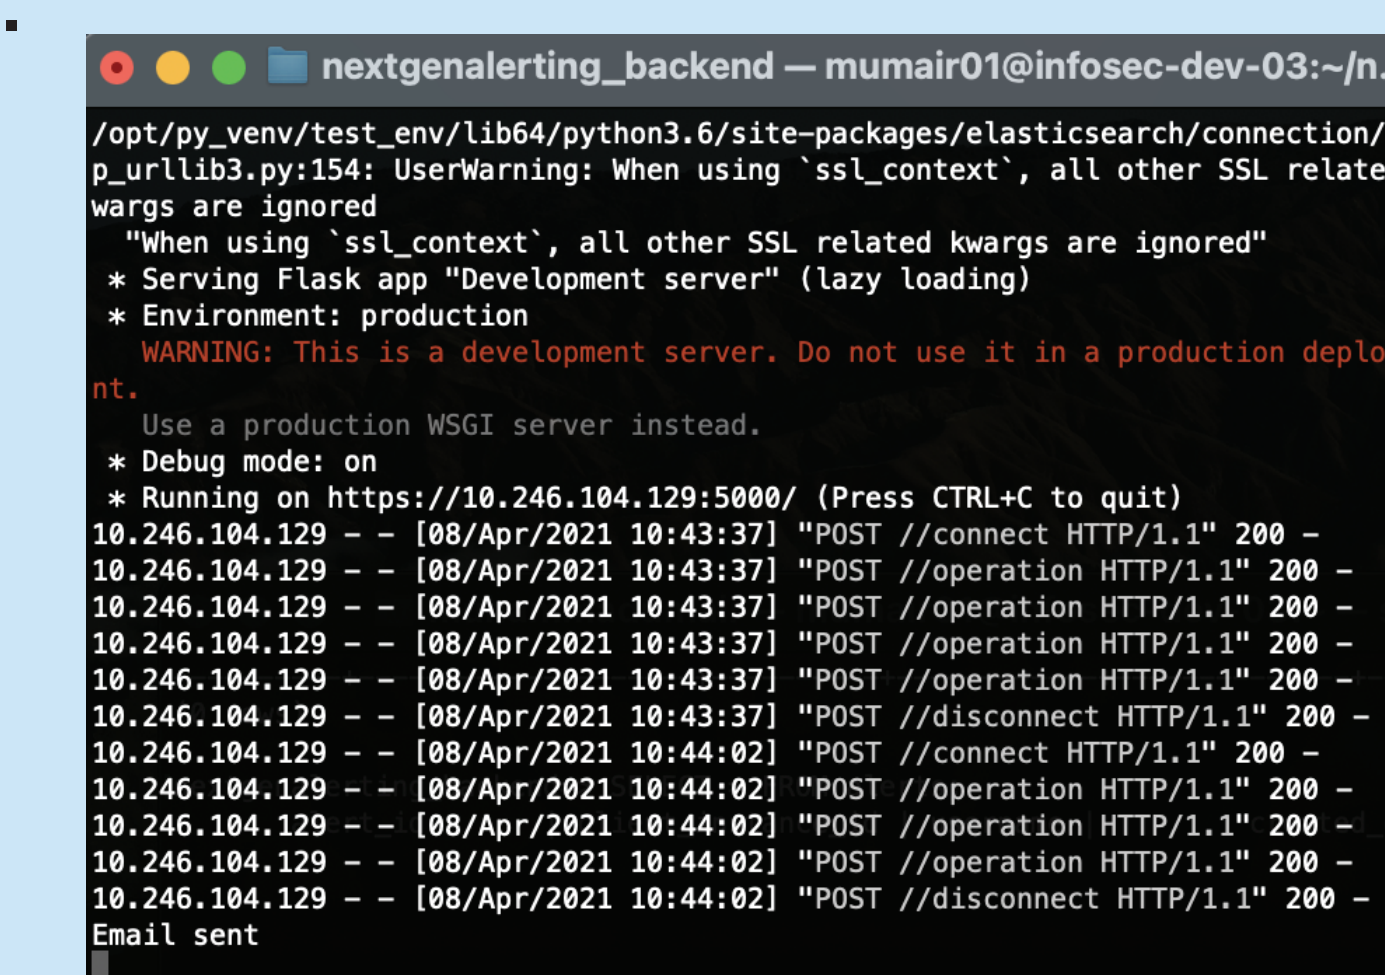 nextgenalerting_backend — mumair01@infosec-dev-03:~/n.
/opt/py_venv/test_env/lib64/python3.6/site-packages/elasticsearch/connection/
p_urllib3.py:154: UserWarning: When using `ssl_context`, all other SSL relate
wargs are ignored
  "When using `ssl_context`, all other SSL related kwargs are ignored"
 * Serving Flask app "Development server" (lazy loading)
 * Environment: production
   WARNING: This is a development server. Do not use it in a production deplo
nt.
   Use a production WSGI server instead.
 * Debug mode: on
 * Running on https://10.246.104.129:5000/ (Press CTRL+C to quit)
10.246.104.129 - - [08/Apr/2021 10:43:37] "POST //connect HTTP/1.1" 200 -
10.246.104.129 - - [08/Apr/2021 10:43:37] "POST //operation HTTP/1.1" 200 -
10.246.104.129 - - [08/Apr/2021 10:43:37] "POST //operation HTTP/1.1" 200 -
10.246.104.129 - - [08/Apr/2021 10:43:37] "POST //operation HTTP/1.1" 200 -
10.246.104.129 - - [08/Apr/2021 10:43:37] "POST //operation HTTP/1.1" 200 -
10.246.104.129 - - [08/Apr/2021 10:43:37] "POST //disconnect HTTP/1.1" 200 -
10.246.104.129 - - [08/Apr/2021 10:44:02] "POST //connect HTTP/1.1" 200 -
10.246.104.129 - - [08/Apr/2021 10:44:02] "POST //operation HTTP/1.1" 200 -
10.246.104.129 - - [08/Apr/2021 10:44:02] "POST //operation HTTP/1.1" 200 -
10.246.104.129 - - [08/Apr/2021 10:44:02] "POST //operation HTTP/1.1" 200 -
10.246.104.129 - - [08/Apr/2021 10:44:02] "POST //disconnect HTTP/1.1" 200 -
Email sent